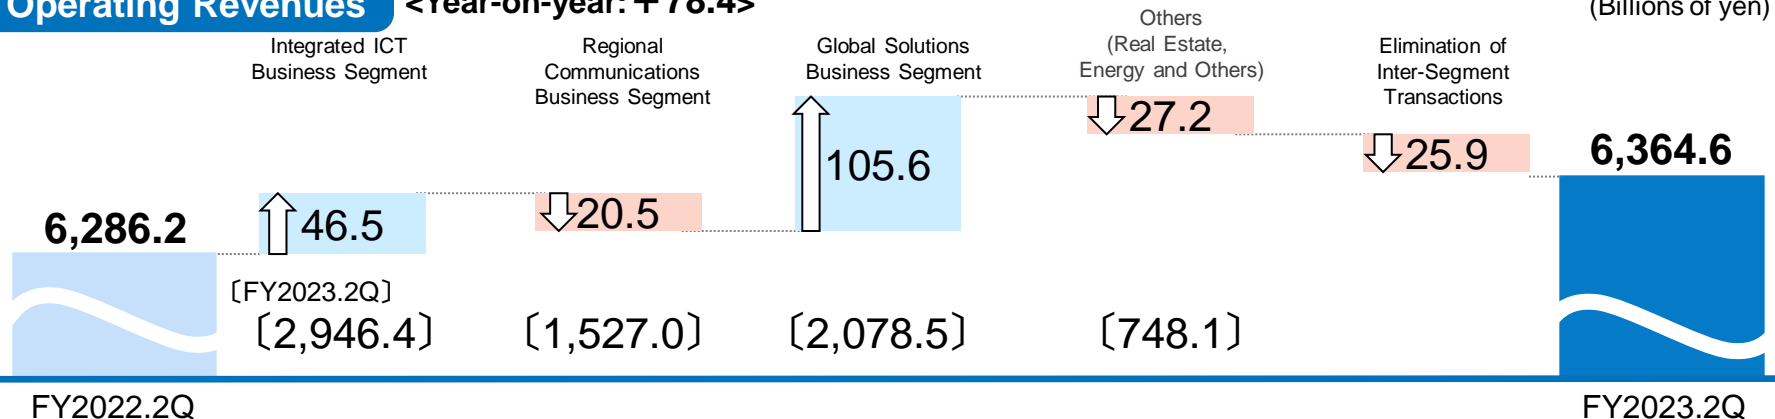 Operating Revenues <Year-on-year:＋78.4>
(Billions of yen)
Integrated ICT
Business Segment
Regional
Communications
Business Segment
Global Solutions
Business Segment
Others
(Real Estate,
Energy and Others)
Elimination of
Inter-Segment
Transactions
6,286.2
46.5
20.5
105.6
27.2
25.9
6,364.6
〔FY2023.2Q〕
〔2,946.4〕
〔1,527.0〕
〔2,078.5〕
〔748.1〕
FY2022.2Q
FY2023.2Q